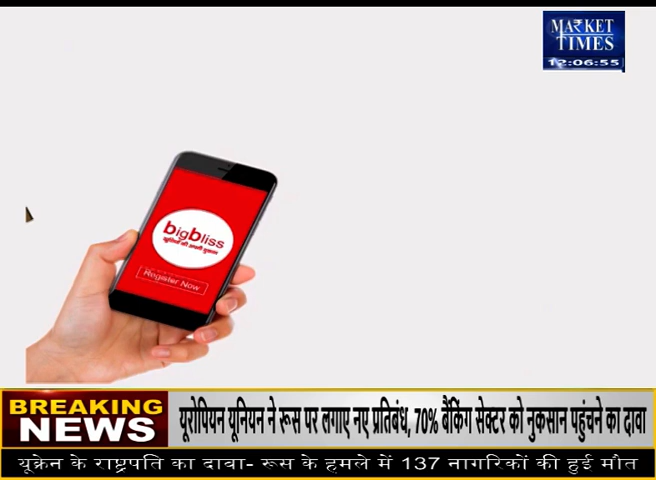 MARKET
TIMES
12:06:55
bigbliss
खुशियों की अपनी दुकान
Register Now
BREAKING
NEWS
यूरोपियन यूनियन ने रूस पर लगाए नए प्रतिबंध, 70% बैंकिंग सेक्टर को नुकसान पहुंचने का दावा
यूक्रेन के राष्ट्रपति का दावा- रूस के हमले में 137 नागरिकों की हुई मौत